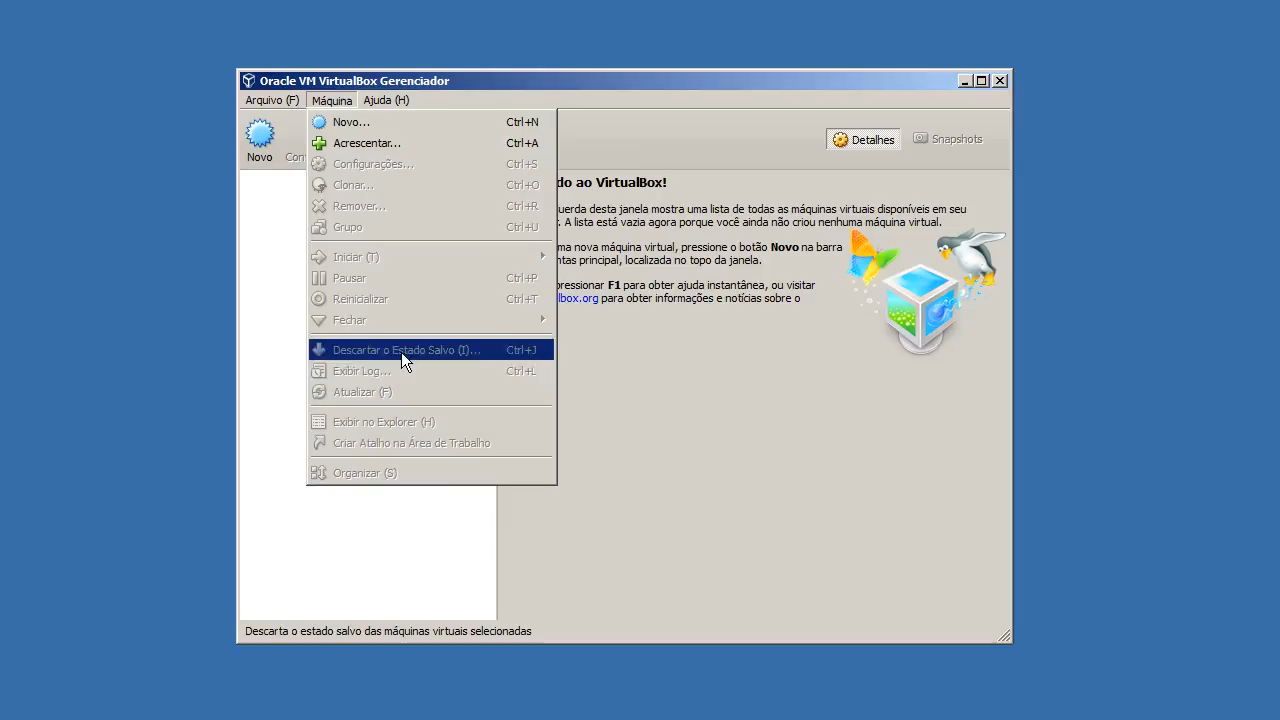 Oracle VM VirtualBox Gerenciador
Arquivo (F) Máquina Ajuda (H)
Novo
Con
Novo... Ctrl+N
Acrescentar... Ctrl+A
Configurações... Ctrl+S
Clonar... Ctrl+O
Remover... Ctrl+R
Grupo Ctrl+U
Iniciar (T)
Pausar Ctrl+P
Reinicializar Ctrl+T
Fechar
Descartar o Estado Salvo (I)... Ctrl+J
Exibir Log... Ctrl+L
Atualizar (F)
Exibir no Explorer (H)
Criar Atalho na Área de Trabalho
Organizar (S)
Detalhes Snapshots
do ao VirtualBox!
uerda desta janela mostra uma lista de todas as máquinas virtuais disponíveis em seu
r. A lista está vazia agora porque você ainda não criou nenhuma máquina virtual.
ma nova máquina virtual, pressione o botão Novo na barra
ntas principal, localizada no topo da janela.
pressionar F1 para obter ajuda instantânea, ou visitar
lbox.org para obter informações e notícias sobre o
Descarta o estado salvo das máquinas virtuais selecionadas